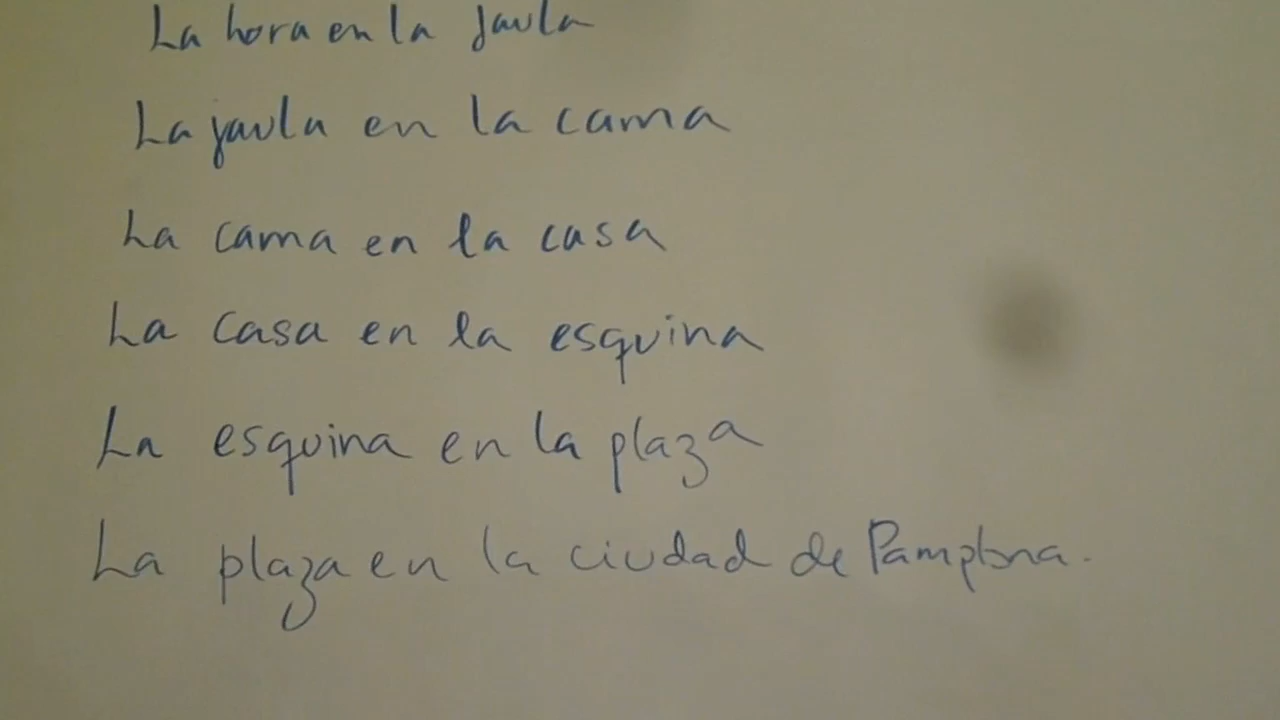 La hora en la jaula
La jaula en la cama
La cama en la casa
La casa en la esquina
La esquina en la plaza
La plaza en la ciudad de Pamplona.